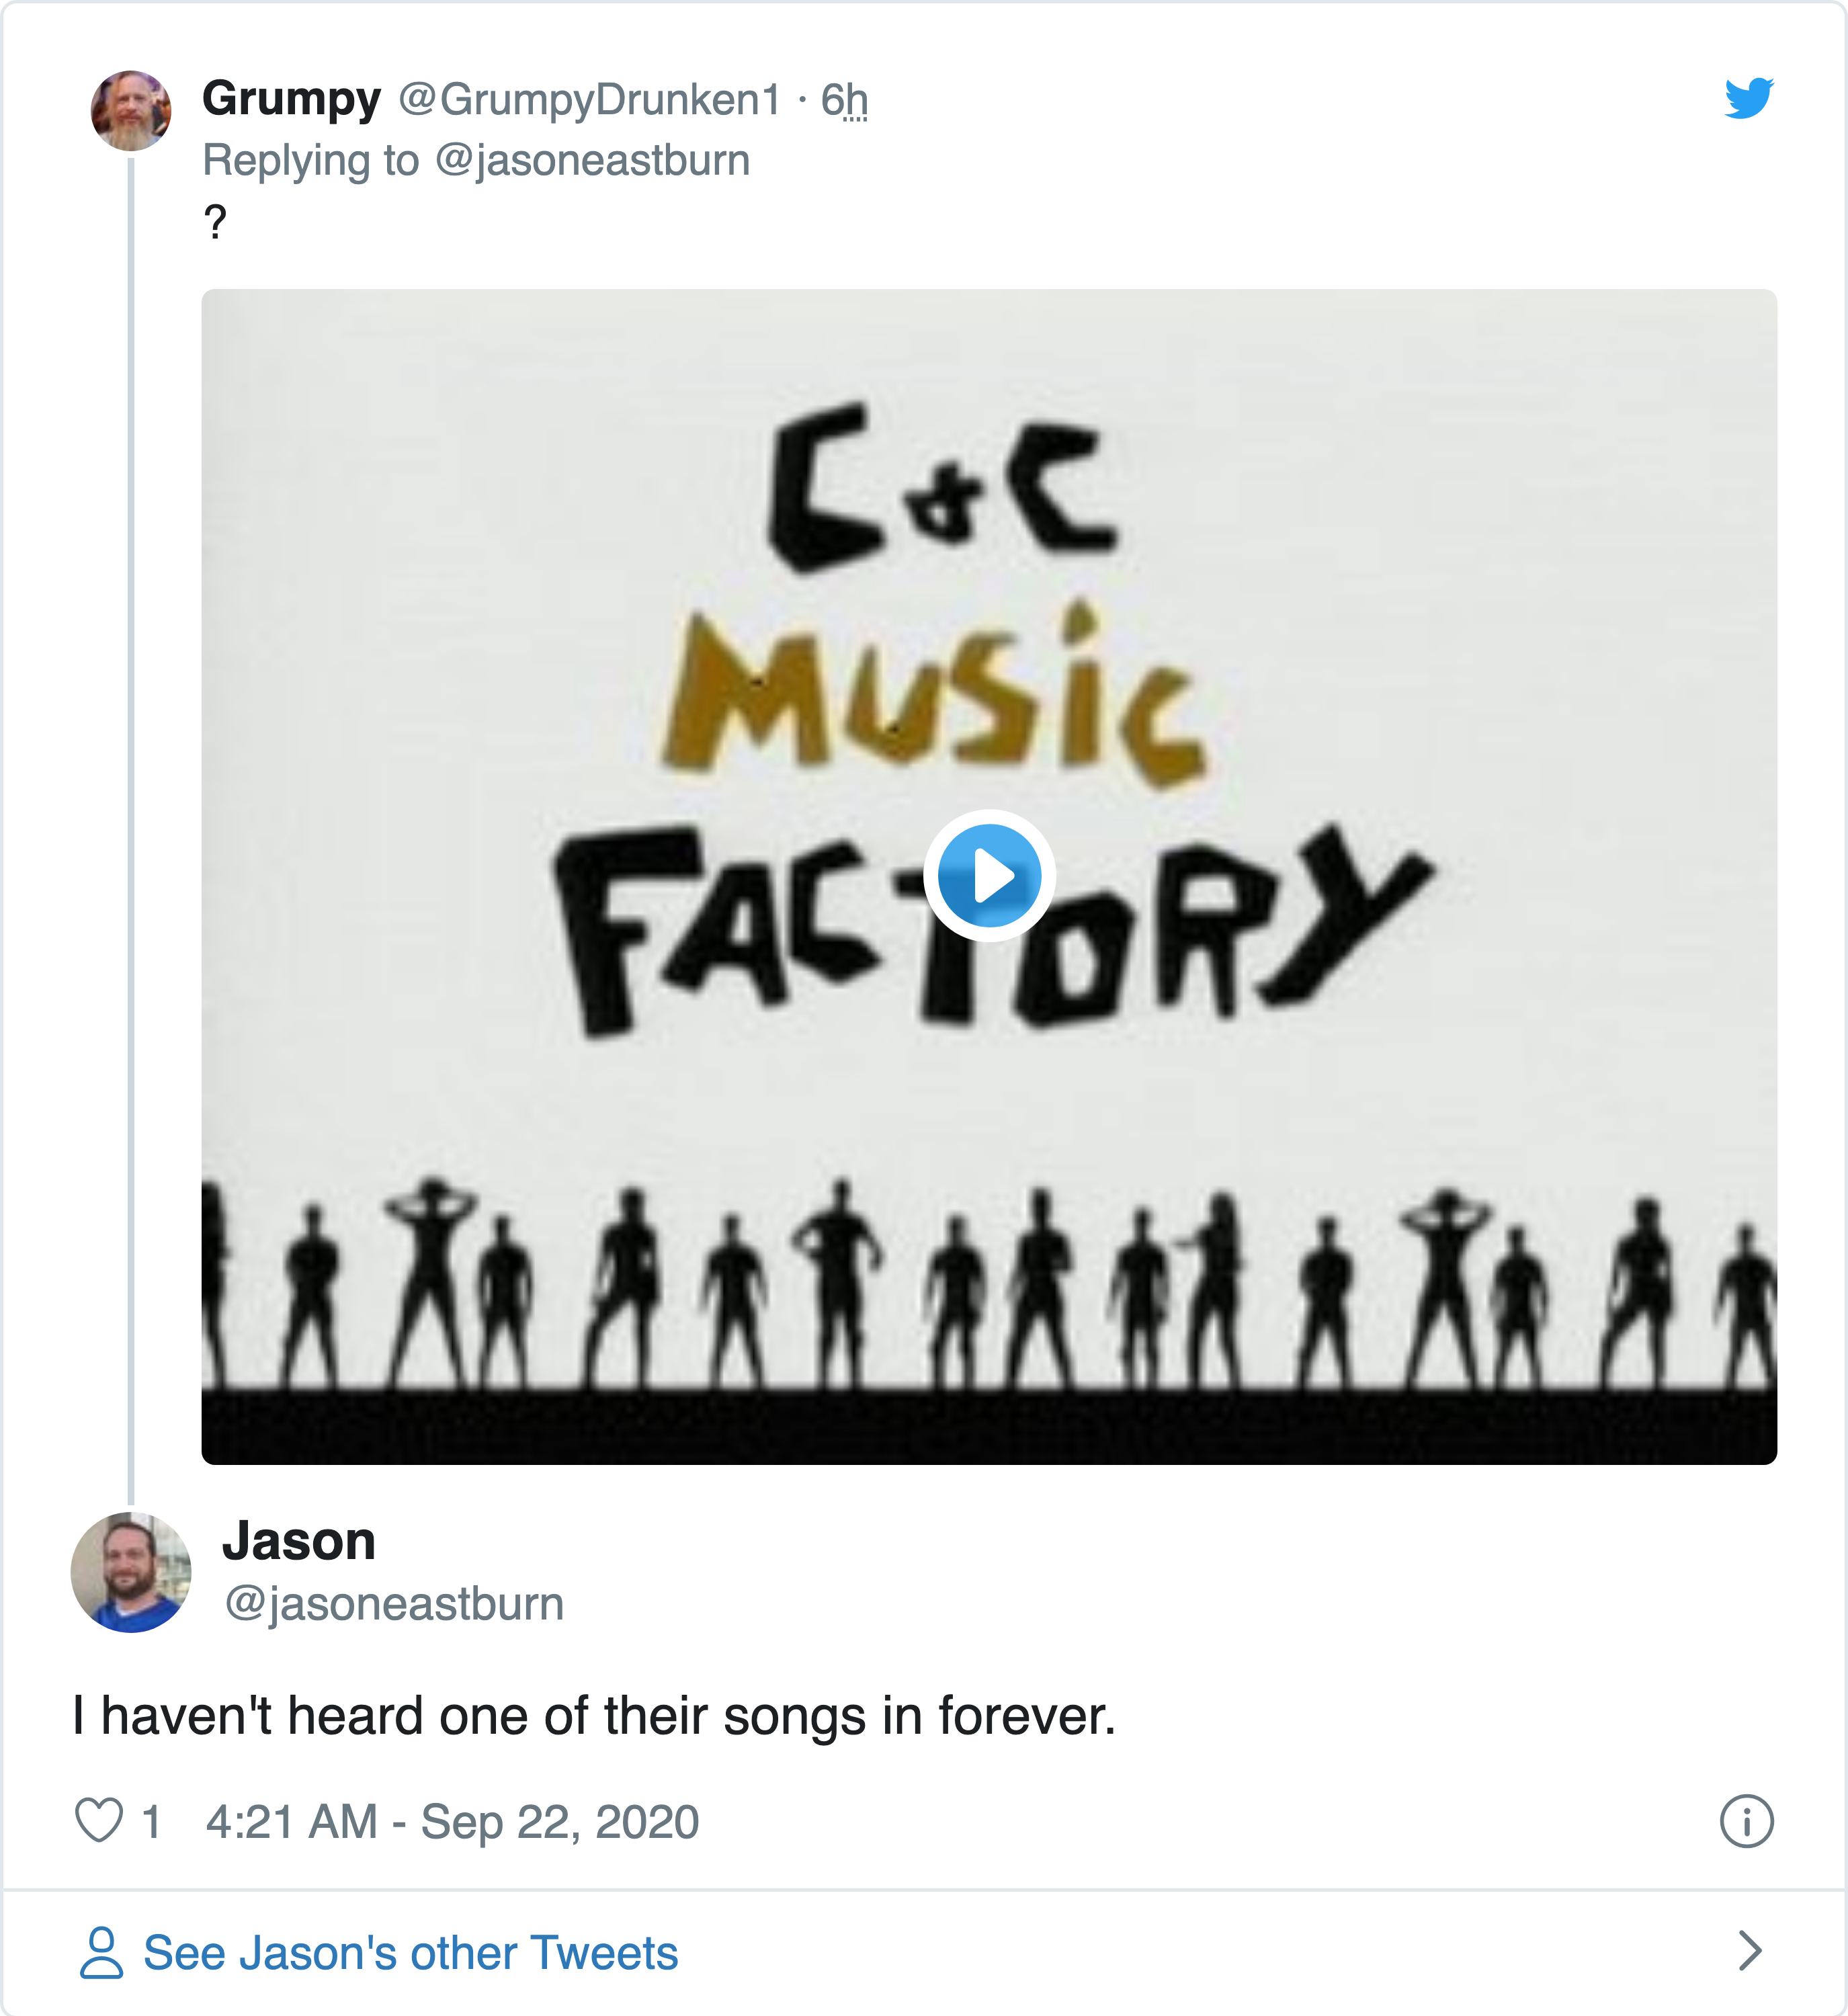 Grumpy @GrumpyDrunken1 · 6h
Replying to @jasoneastburn
?
C&C
Music
FACTORY
Jason
@jasoneastburn
I haven't heard one of their songs in forever.
1 4:21 AM - Sep 22, 2020
See Jason's other Tweets